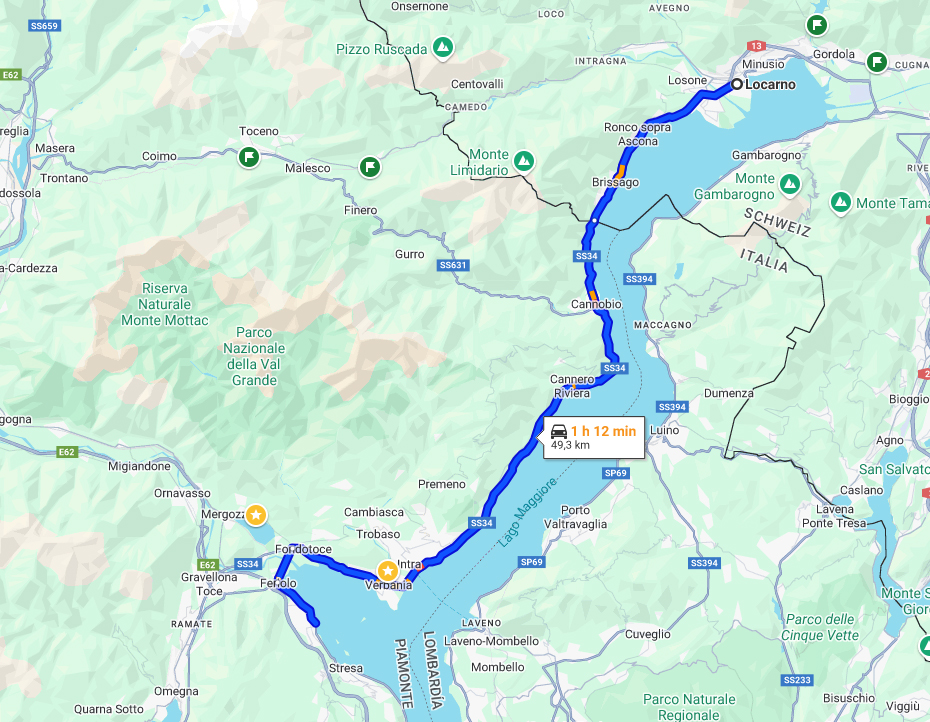 Onsernone
LOCO
AVEGNO
SS659
13
Gordola
Pizzo Ruscada
INTRAGNA
Minusio
CUGNA
E62
Losone
Centovalli
Locarno
CAMEDO
Toceno
Ronco sopra
Ascona
Masera
Coimo
Malesco
Monte
Limidario
Gambarogno
Trontano
Brissago
Monte
Gambarogno
Monte Tama
Finero
SCHWEIZ
ITALIA
Gurro
SS34
a-Cardezza
SS631
SS394
Riserva
Naturale
Monte Mottac
Cannobio
MACCAGNO
Parco
Nazionale
della Val
Grande
SS34
Cannero
Riviera
Dumenza
SS394
Bioggio
1 h 12 min
49,3 km
Luino
Agno
E62
Migiandone
SP69
San Salvato
Premeno
Lago Maggiore
Caslano
Ornavasso
Cambiasca
Porto
Valtravaglia
Lavena
Ponte Tresa
Mergozz
SS34
Trobaso
Fondotoce
E62
SS34
Intra
SP69
SS394
Gravellona
Toce
Feriolo
Verbania
Monte S
Gior
RAMATE
LAVENO
Parco delle
Cinque Vette
Laveno-Mombello
Cuveglio
PIAMONTE
LOMBARDÍA
Stresa
Mombello
SS233
Omegna
Parco Naturale
Regionale
Bisuschio
Quarna Sotto
Viggiù